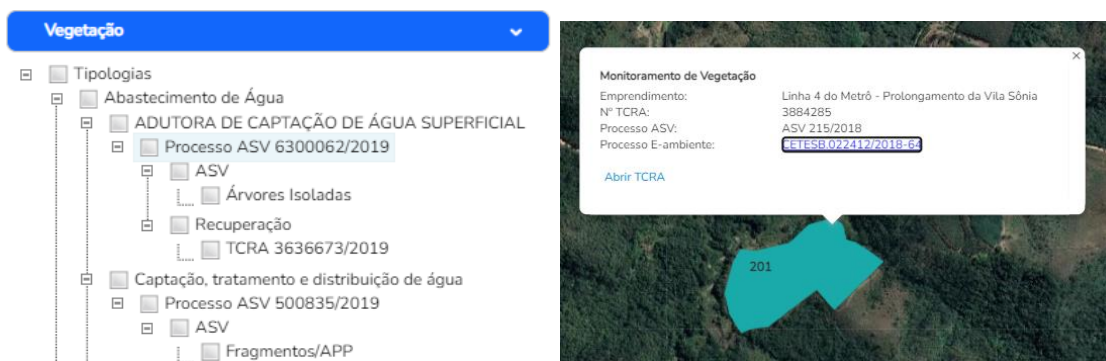 Vegetação
Tipologias
Abastecimento de Água
ADUTORA DE CAPTAÇÃO DE ÁGUA SUPERFICIAL
Processo ASV 6300062/2019
ASV
Árvores Isoladas
Recuperação
TCRA 3636673/2019
Captação, tratamento e distribuição de água
Processo ASV 500835/2019
ASV
Fragmentos/APP
Monitoramento de Vegetação
Emprendimento: Linha 4 do Metrô - Prolongamento da Vila Sônia
Nº TCRA: 3884285
Processo ASV: ASV 215/2018
Processo E-ambiente: CETESB.022412/2018-64
Abrir TCRA
201